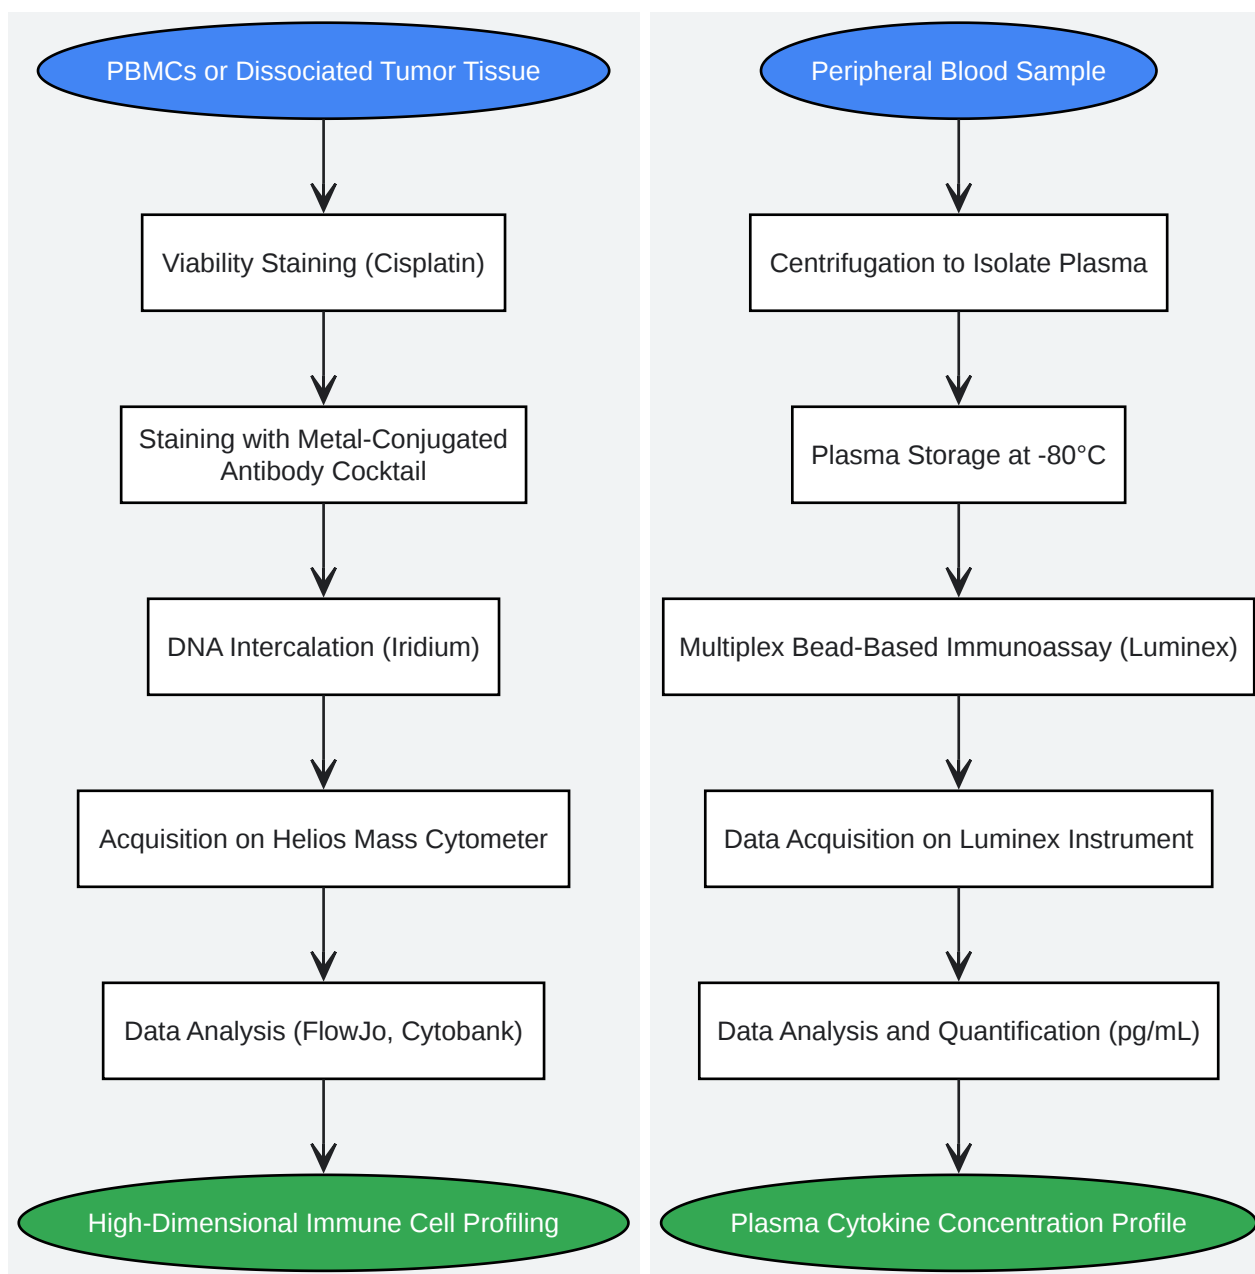 PBMCs or Dissociated Tumor Tissue
Viability Staining (Cisplatin)
Staining with Metal-Conjugated
Antibody Cocktail
DNA Intercalation (Iridium)
Acquisition on Helios Mass Cytometer
Data Analysis (FlowJo, Cytobank)
High-Dimensional Immune Cell Profiling
Peripheral Blood Sample
Centrifugation to Isolate Plasma
Plasma Storage at -80°C
Multiplex Bead-Based Immunoassay (Luminex)
Data Acquisition on Luminex Instrument
Data Analysis and Quantification (pg/mL)
Plasma Cytokine Concentration Profile